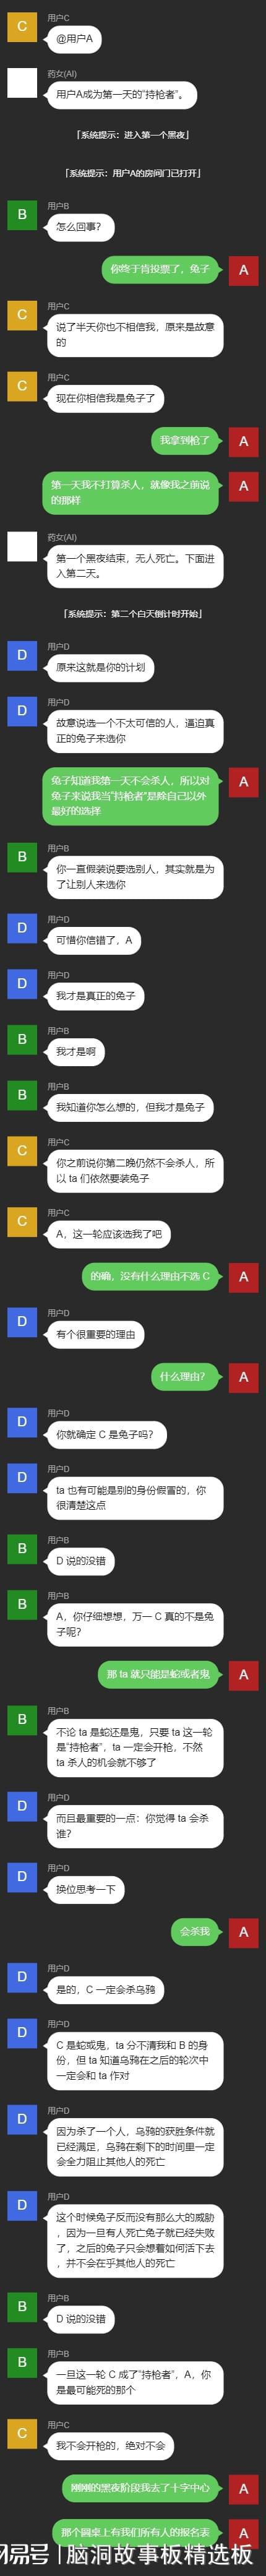 用户C
C
@用户A
药女(AI)
用户A成为第一天的“持枪者”。
「系统提示：进入第一个黑夜」
「系统提示：用户A的房间门已打开」
用户B
B
怎么回事？
你终于肯投票了，兔子
A
用户C
C
说了半天你也不相信我，原来是故意
的
用户C
C
现在你相信我是兔子了
我拿到枪了
A
第一天我不打算杀人，就像我之前说
的那样
A
药女(AI)
第一个黑夜结束，无人死亡。下面进
入第二天。
「系统提示：第二个白天倒计时开始」
用户D
D
原来这就是你的计划
用户D
D
故意说选一个不太可信的人，逼迫真
正的兔子来选你
兔子知道我第一天不会杀人，所以对
兔子来说我当“持枪者”是除自己以外
最好的选择
A
用户B
B
你一直假装说要选别人，其实就是为
了让别人来选你
用户D
D
可惜你信错了，A
用户D
D
我才是真正的兔子
用户B
B
我才是啊
用户B
B
我知道你怎么想的，但我才是兔子
用户C
C
你之前说你第二晚仍然不会杀人，所
以 ta 们依然要装兔子
用户C
C
A，这一轮应该选我了吧
的确，没有什么理由不选 C
A
用户D
D
有个很重要的理由
什么理由？
A
用户D
D
你就确定 C 是兔子吗？
用户D
D
ta 也有可能是别的身份假冒的，你
很清楚这点
用户B
B
D 说的没错
用户B
B
A，你仔细想想，万一 C 真的不是兔
子呢？
那 ta 就只能是蛇或者鬼
A
用户B
B
不论 ta 是蛇还是鬼，只要 ta 这一轮
是“持枪者”，ta 一定会开枪，不然
ta 杀人的机会就不够了
用户D
D
而且最重要的一点：你觉得 ta 会杀
谁？
用户D
D
换位思考一下
会杀我
A
用户D
D
是的，C 一定会杀乌鸦
用户D
D
C 是蛇或鬼，ta 分不清我和 B 的身
份，但 ta 知道乌鸦在之后的轮次中
一定会和 ta 作对
用户D
D
因为杀了一个人，乌鸦的获胜条件就
已经满足，乌鸦在剩下的时间里一定
会全力阻止其他人的死亡
用户D
D
这个时候兔子反而没有那么大的威胁
，因为一旦有人死亡兔子就已经失败
了，之后的兔子只会想着如何活下去
，并不会在乎其他人的死亡
用户B
B
D 说的没错
用户B
B
一旦这一轮 C 成了“持枪者”，A，你
是最可能死的那个
用户C
C
我不会开枪的，绝对不会
刚刚的黑夜阶段我去了十字中心
A
那个圆桌上有我们所有人的报名表
A
网易号 | 脑洞故事板精选板